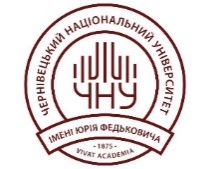 ЧЕРНІВЕЦЬКИЙ НАЦІОНАЛЬНИЙ УНІВЕРСИТЕТ
ЧНУ
ІМЕНІ ЮРІЯ ФЕДЬКОВИЧА
· 1875 ·
VIVAT ACADEMIA